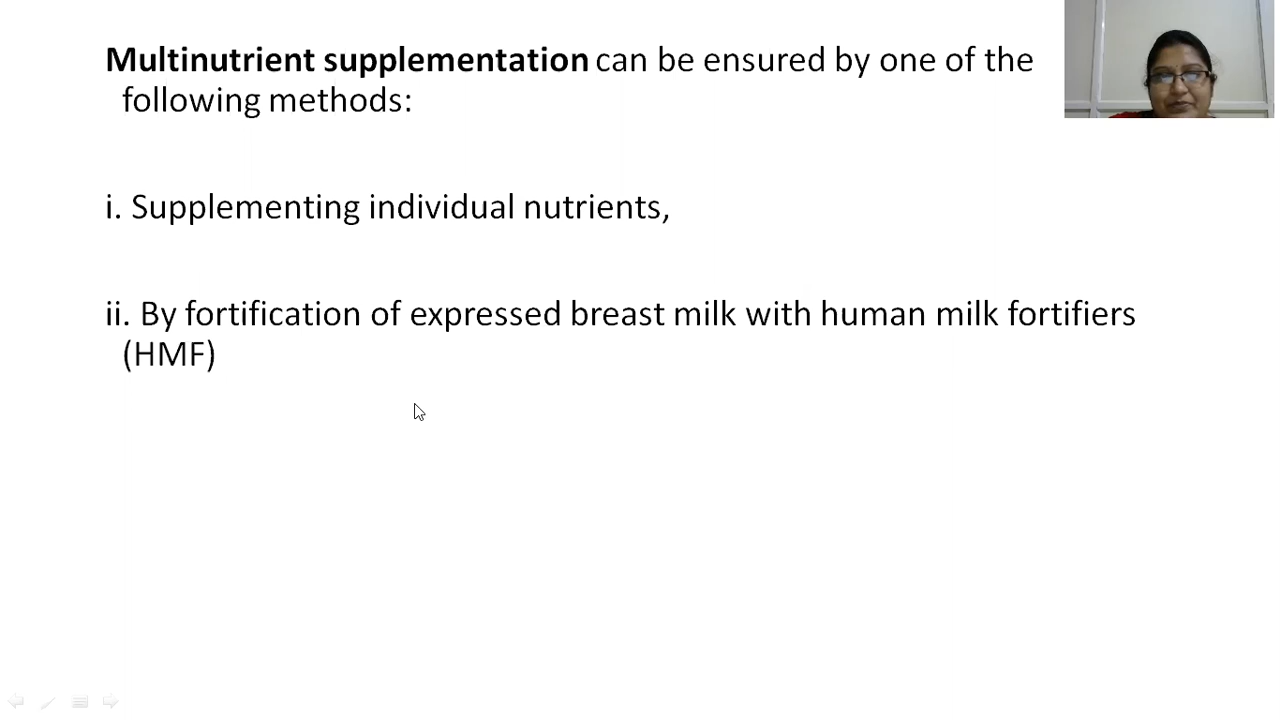 Multinutrient supplementation can be ensured by one of the
following methods:
i. Supplementing individual nutrients,
ii. By fortification of expressed breast milk with human milk fortifiers
(HMF)